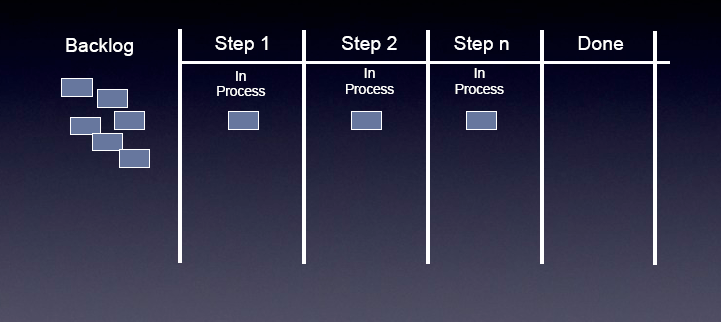 Backlog
Step 1
Step 2
Step n
Done
In
Process
In
Process
In
Process